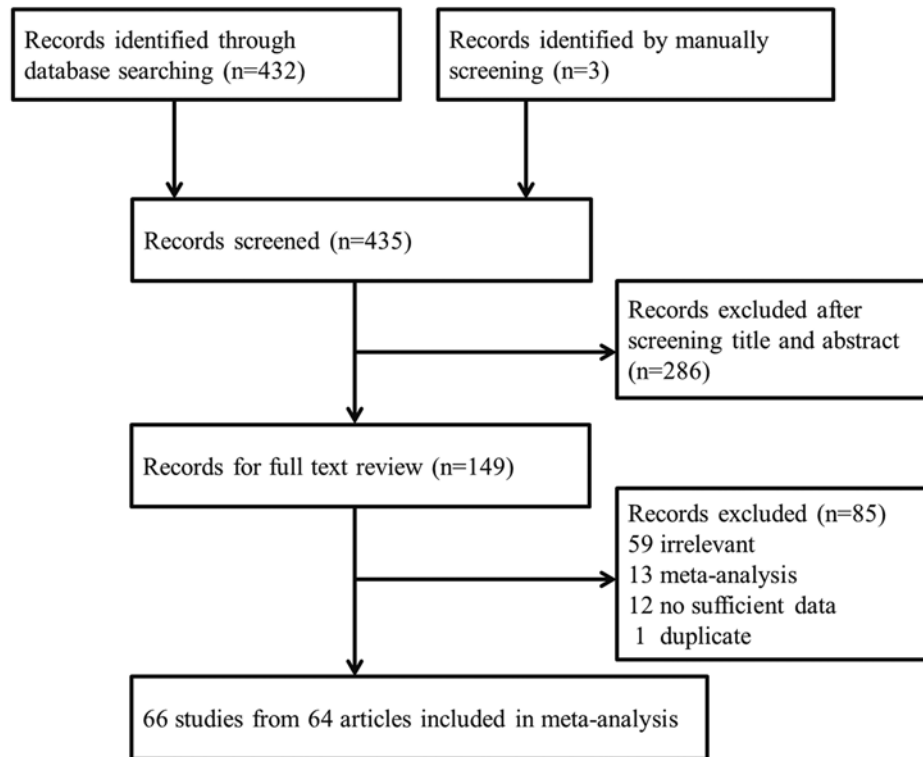 Records identified through
database searching (n=432)
Records identified by manually
screening (n=3)
Records screened (n=435)
Records excluded after
screening title and abstract
(n=286)
Records for full text review (n=149)
Records excluded (n=85)
59 irrelevant
13 meta-analysis
12 no sufficient data
1 duplicate
66 studies from 64 articles included in meta-analysis